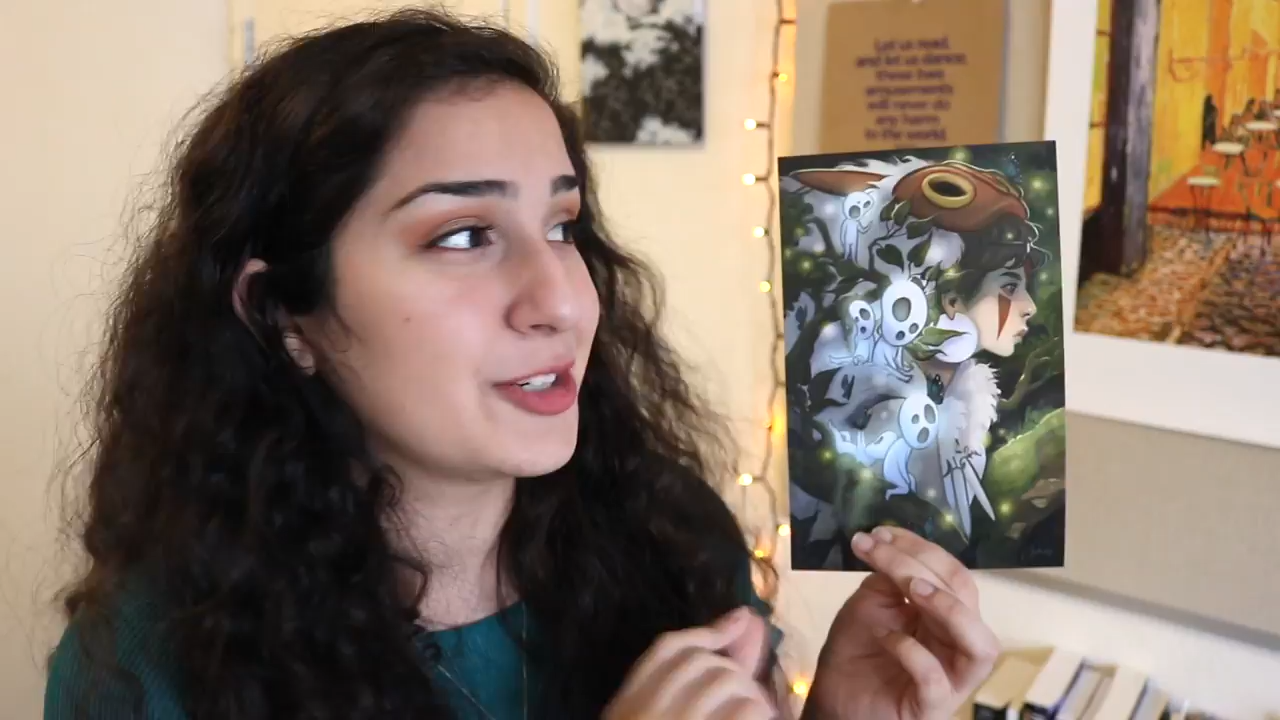 Let us read,
and let us dance;
these two
amusements
will never do
any harm
to the world.